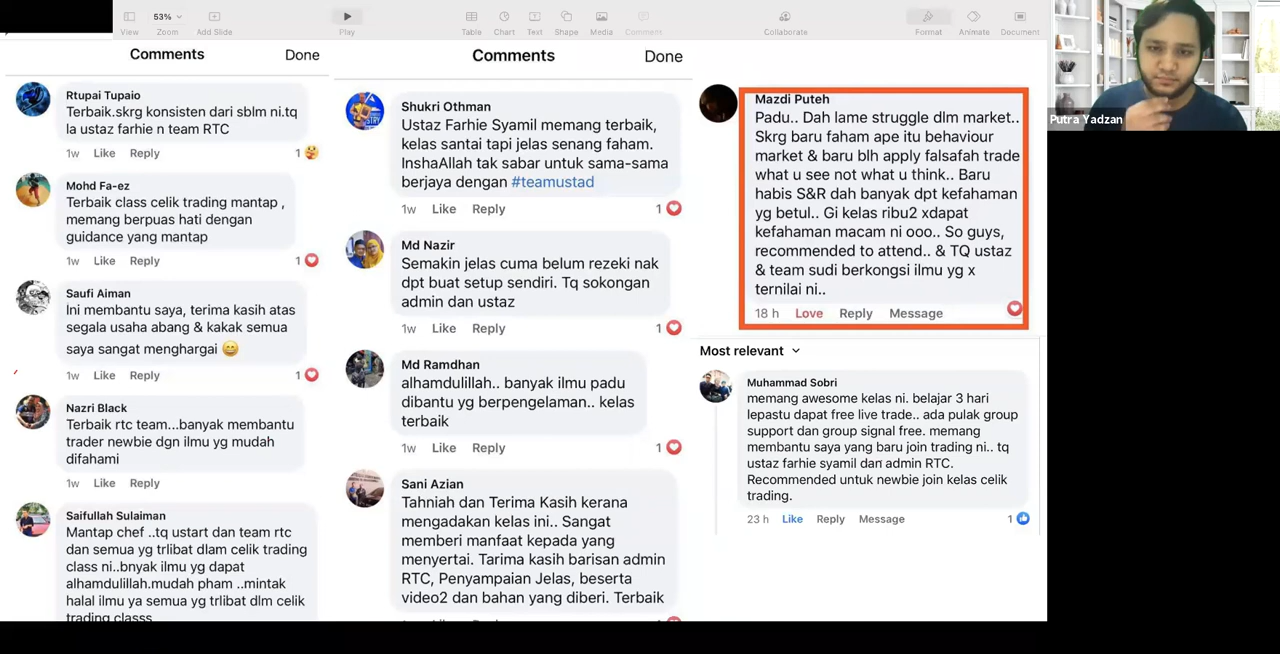 53%
View
Zoom
Add Slide
Play
Table
Chart
Text
Shape
Media
Comment
Collaborate
Format
Animate
Document
Putra Yadzan
Comments
Done
Rtupai Tupaio
Terbaik.skrg konsisten dari sblm ni.tq
la ustaz farhie n team RTC
1w Like Reply
1
Mohd Fa-ez
Terbaik class celik trading mantap ,
memang berpuas hati dengan
guidance yang mantap
1w Like Reply
1
Saufi Aiman
Ini membantu saya, terima kasih atas
segala usaha abang & kakak semua
saya sangat menghargai 😄
1w Like Reply
1
Nazri Black
Terbaik rtc team...banyak membantu
trader newbie dgn ilmu yg mudah
difahami
1w Like Reply
Saifullah Sulaiman
Mantap chef ..tq ustart dan team rtc
dan semua yg trlibat dlam celik trading
class ni..bnyak ilmu yg dapat
alhamdulillah.mudah pham ..mintak
halal ilmu ya semua yg trlibat dlm celik
trading classs
Comments
Done
Shukri Othman
Ustaz Farhie Syamil memang terbaik,
kelas santai tapi jelas senang faham.
InshaAllah tak sabar untuk sama-sama
berjaya dengan #teamustad
1w Like Reply
1
Md Nazir
Semakin jelas cuma belum rezeki nak
dpt buat setup sendiri. Tq sokongan
admin dan ustaz
1w Like Reply
1
Md Ramdhan
alhamdulillah.. banyak ilmu padu
dibantu yg berpengelaman.. kelas
terbaik
1w Like Reply
1
Sani Azian
Tahniah dan Terima Kasih kerana
mengadakan kelas ini.. Sangat
memberi manfaat kepada yang
menyertai. Tarima kasih barisan admin
RTC, Penyampaian Jelas, beserta
video2 dan bahan yang diberi. Terbaik
Mazdi Puteh
Padu.. Dah lame struggle dlm market..
Skrg baru faham ape itu behaviour
market & baru blh apply falsafah trade
what u see not what u think.. Baru
habis S&R dah banyak dpt kefahaman
yg betul.. Gi kelas ribu2 xdapat
kefahaman macam ni ooo.. So guys,
recommended to attend.. & TQ ustaz
& team sudi berkongsi ilmu yg x
ternilai ni..
18 h Love Reply Message
Most relevant
Muhammad Sobri
memang awesome kelas ni. belajar 3 hari
lepastu dapat free live trade.. ada pulak group
support dan group signal free. memang
membantu saya yang baru join trading ni.. tq
ustaz farhie syamil dan admin RTC.
Recommended untuk newbie join kelas celik
trading.
23 h Like Reply Message
1